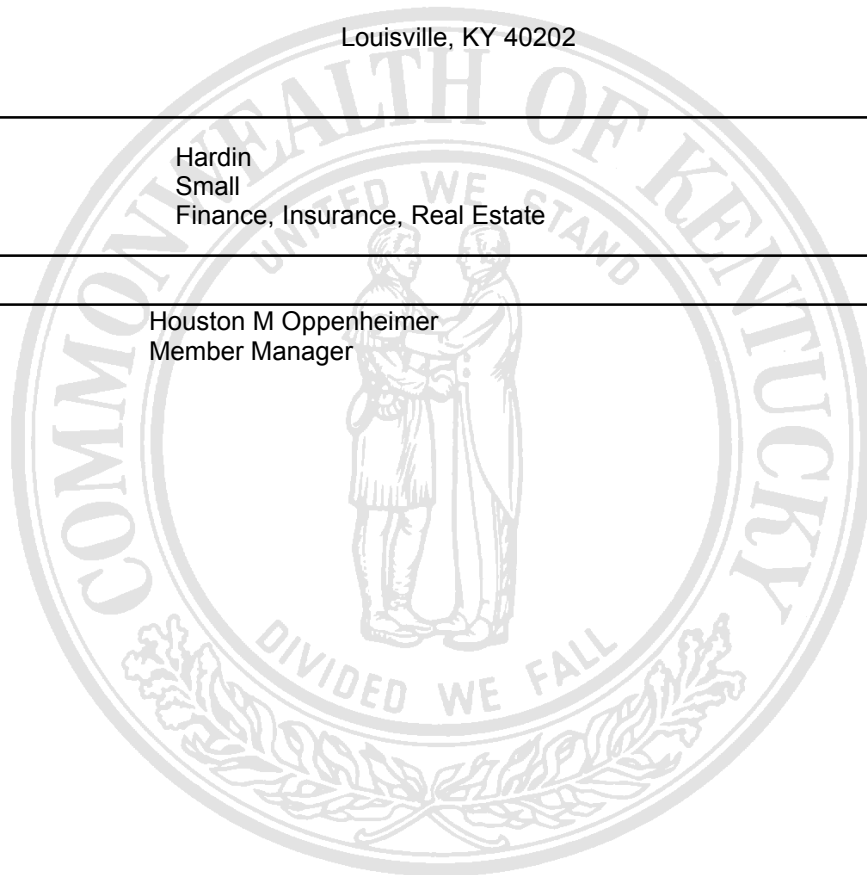 Louisville, KY 40202
Hardin
Small
Finance, Insurance, Real Estate
Houston M Oppenheimer
Member Manager
COMMONWEALTH OF KENTUCKY
UNITED WE STAND
DIVIDED WE FALL